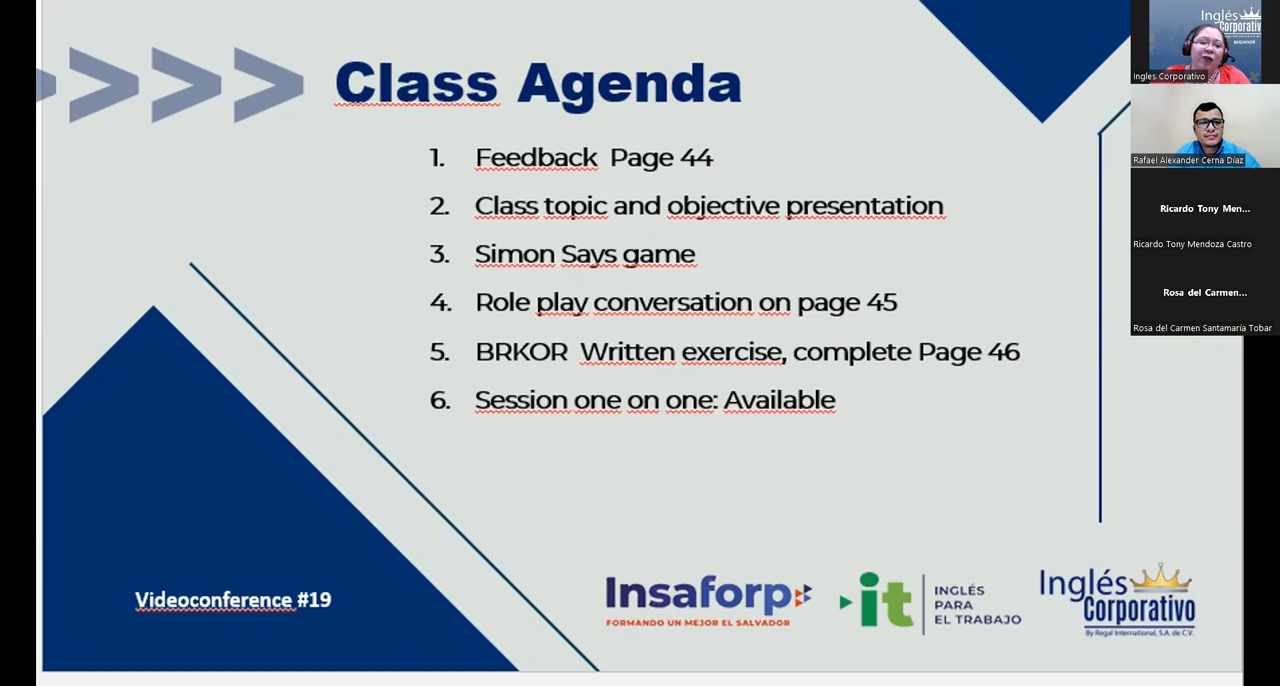 Class Agenda
1. Feedback Page 44
2. Class topic and objective presentation
3. Simon Says game
4. Role play conversation on page 45
5. BRKOR Written exercise, complete Page 46
6. Session one on one: Available
Videoconference #19
Insaforp
FORMANDO UN MEJOR EL SALVADOR
it
INGLÉS
PARA
EL TRABAJO
Inglés
Corporativo
By Regal International, S.A. de C.V.
Inglés
Corporativo
BEGINNER
Ingles Corporativo
Rafael Alexander Cerna Díaz
Ricardo Tony Men...
Ricardo Tony Mendoza Castro
Rosa del Carmen...
Rosa del Carmen Santamaría Tobar